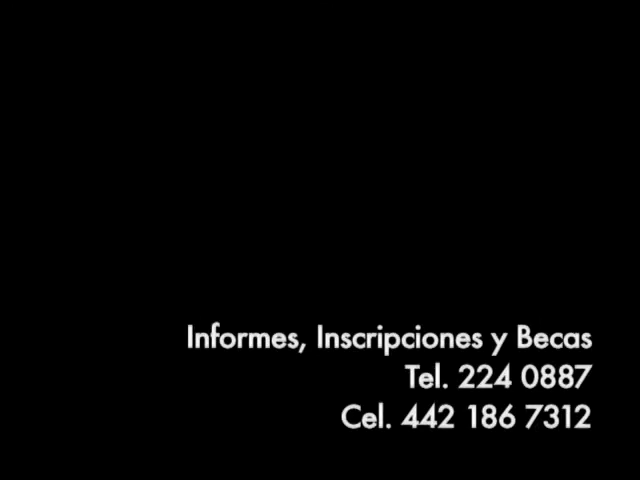 Informes, Inscripciones y Becas
Tel. 224 0887
Cel. 442 186 7312